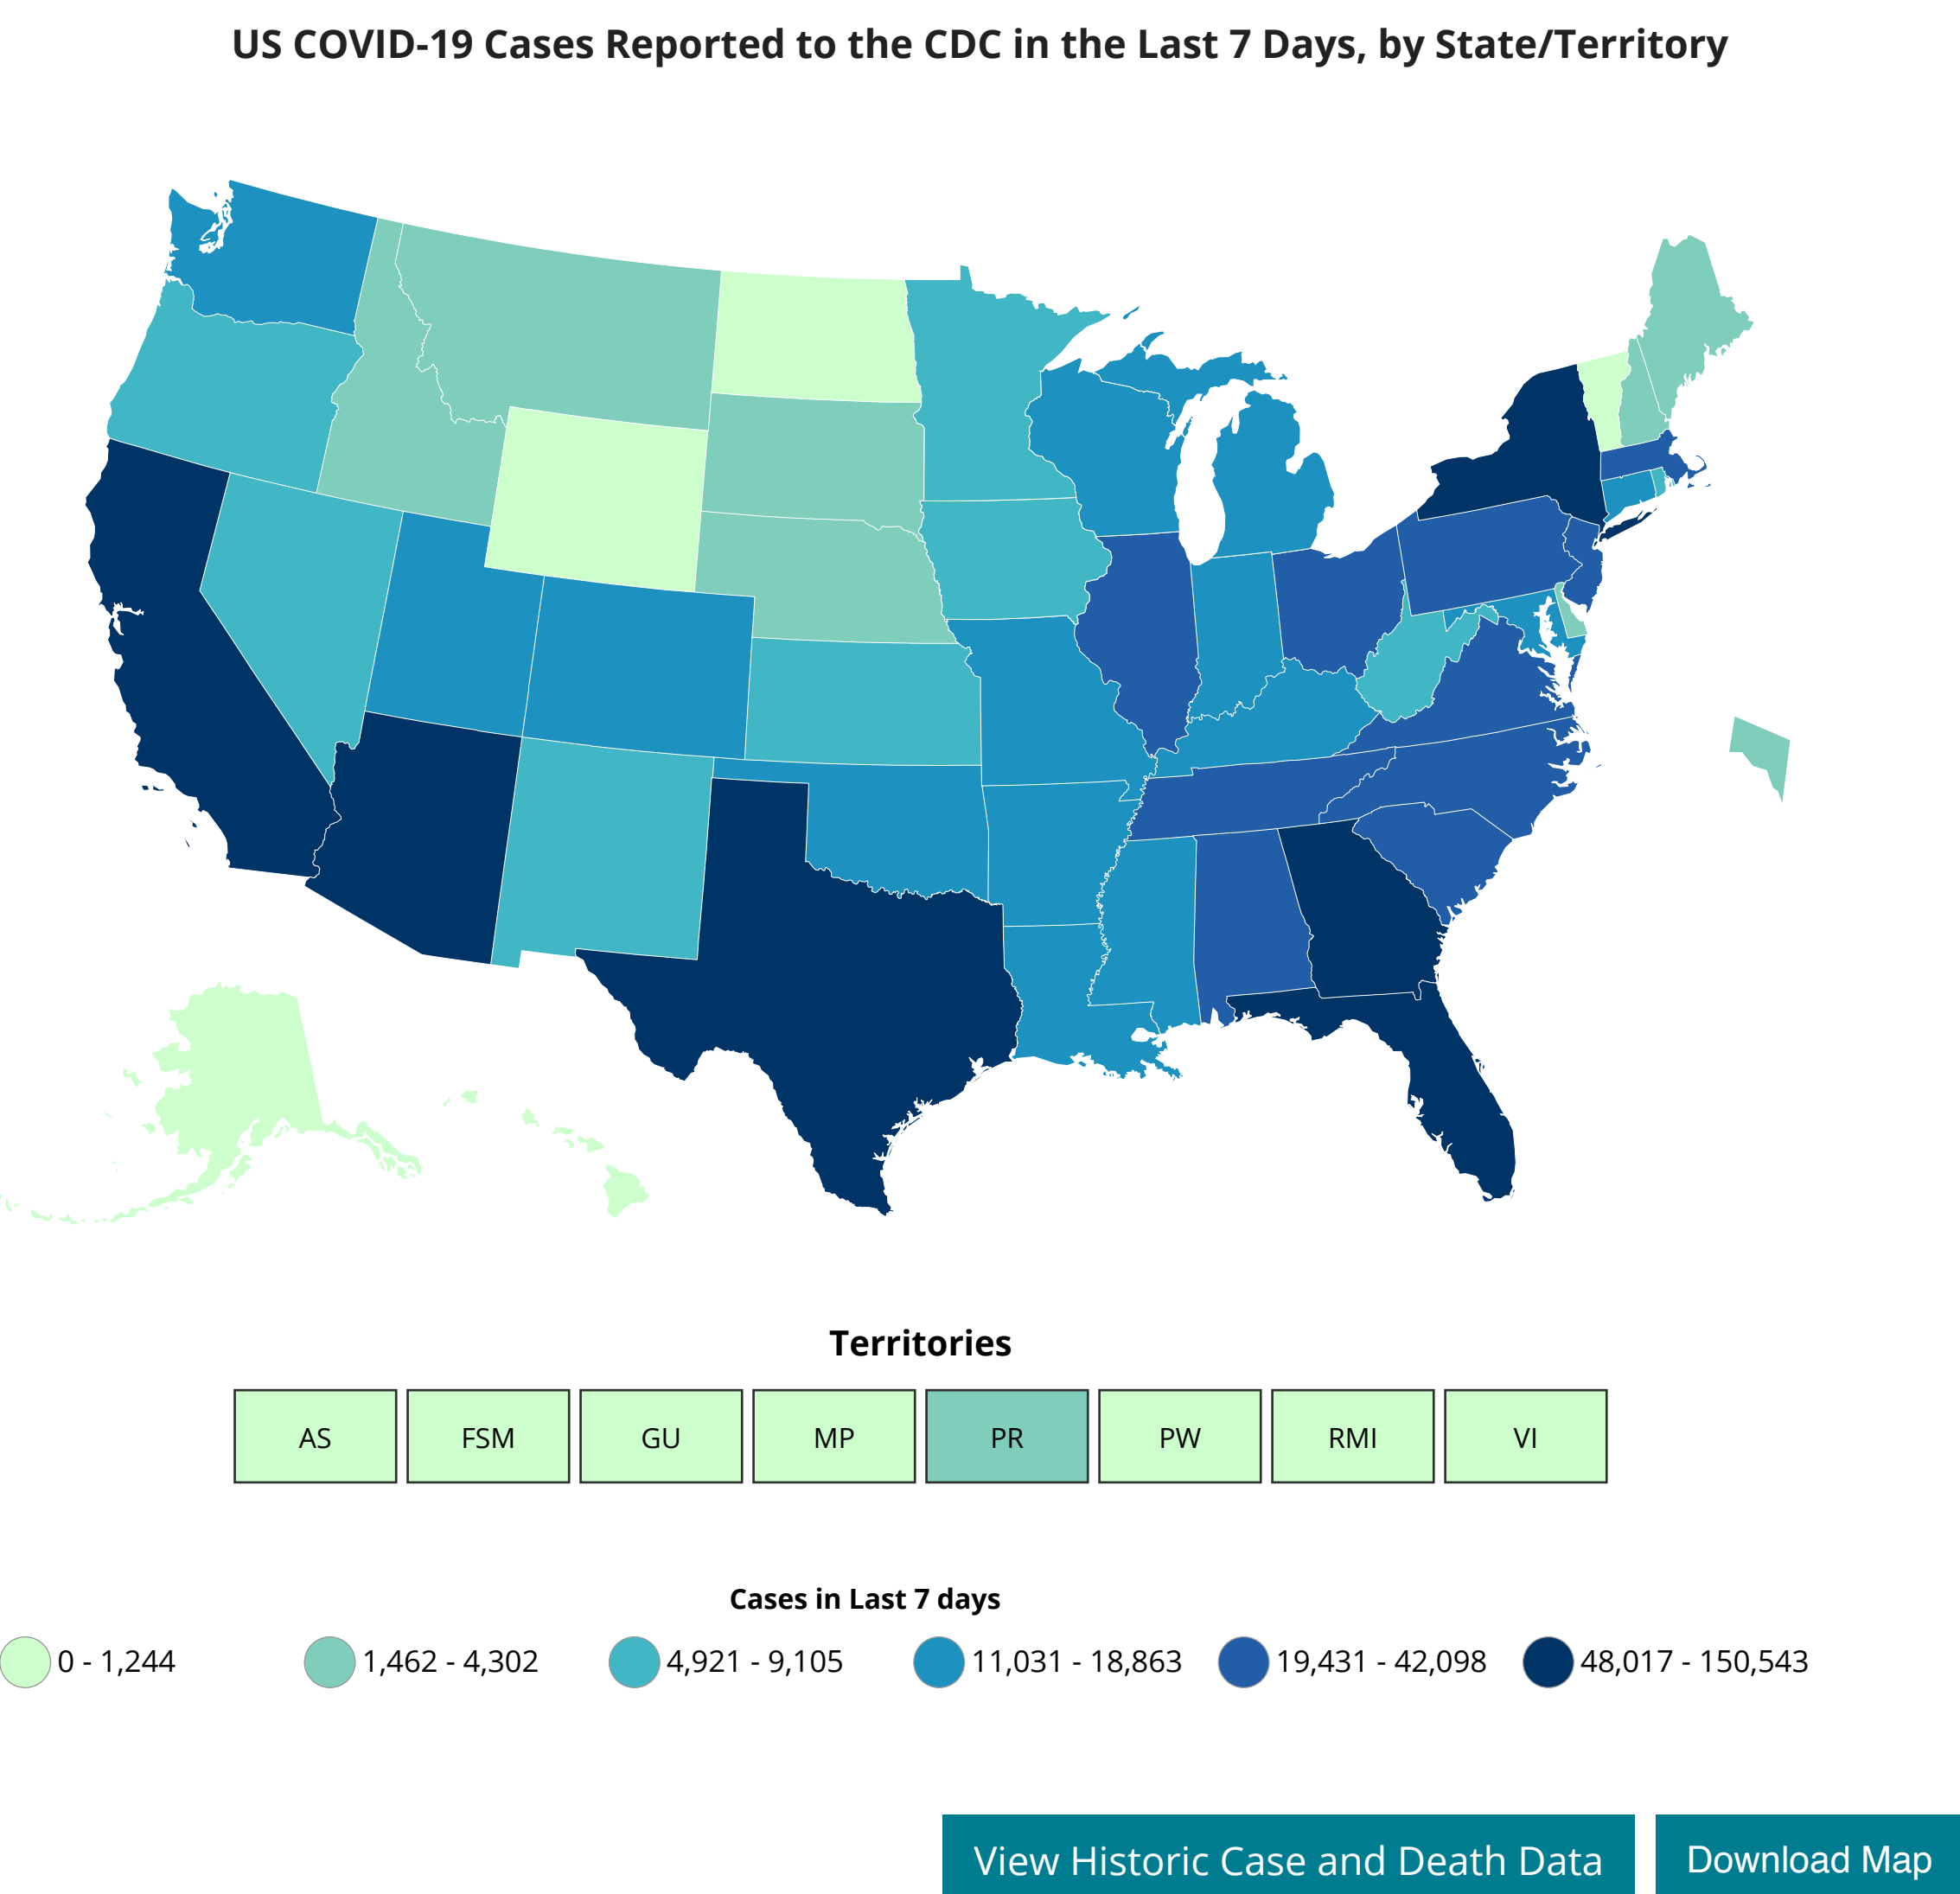 US COVID-19 Cases Reported to the CDC in the Last 7 Days, by State/Territory
Territories
AS FSM GU MP PR PW RMI VI
Cases in Last 7 days
0 - 1,244 1,462 - 4,302 4,921 - 9,105 11,031 - 18,863 19,431 - 42,098 48,017 - 150,543
View Historic Case and Death Data Download Map